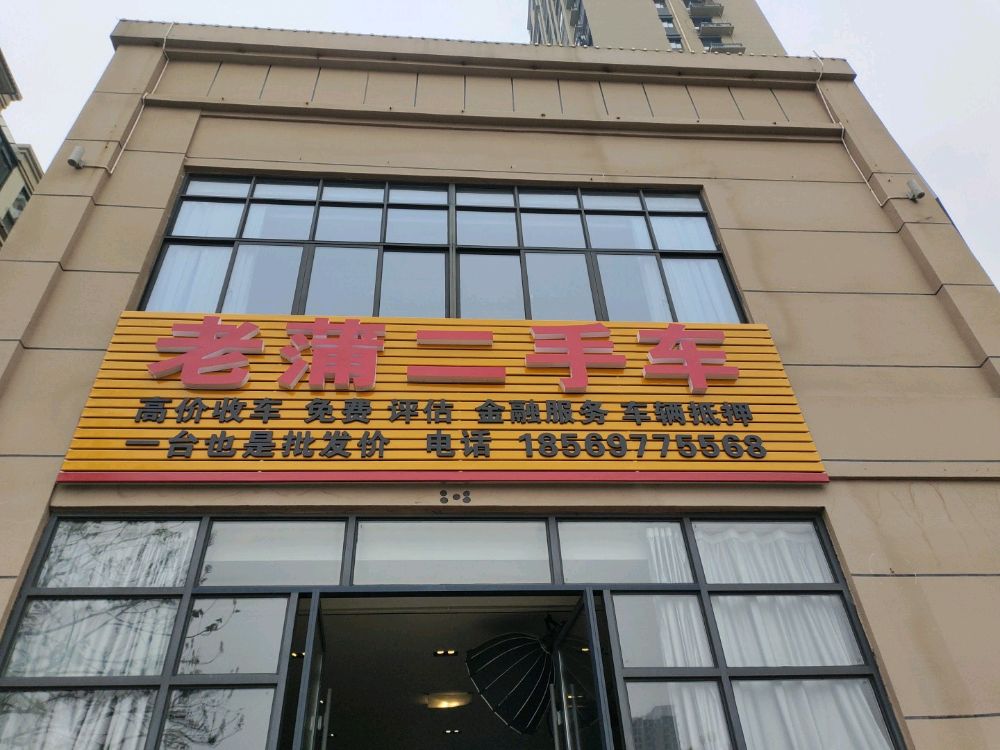 老蒲二手车
高价收车 免费 评估 金融服务 车辆抵押
一台也是批发价 电话 18569775568